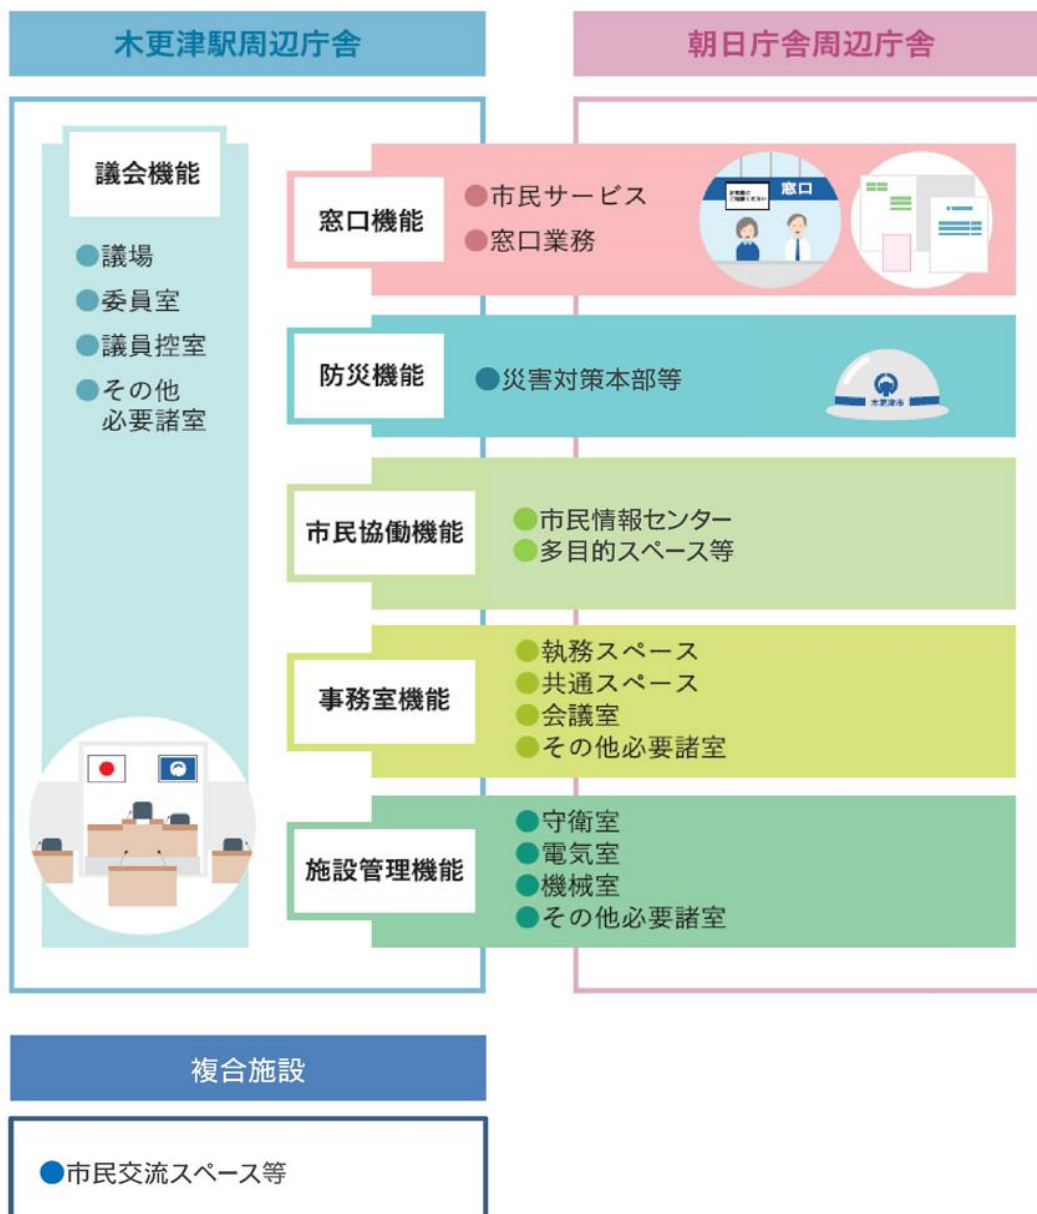 木更津駅周辺庁舎
朝日庁舎周辺庁舎
議会機能
●議場
●委員室
●議員控室
●その他
必要諸室
窓口機能
●市民サービス
●窓口業務
窓口
防災機能
●災害対策本部等
木更津市
市民協働機能
●市民情報センター
●多目的スペース等
事務室機能
●執務スペース
●共通スペース
●会議室
●その他必要諸室
施設管理機能
●守衛室
●電気室
●機械室
●その他必要諸室
複合施設
●市民交流スペース等